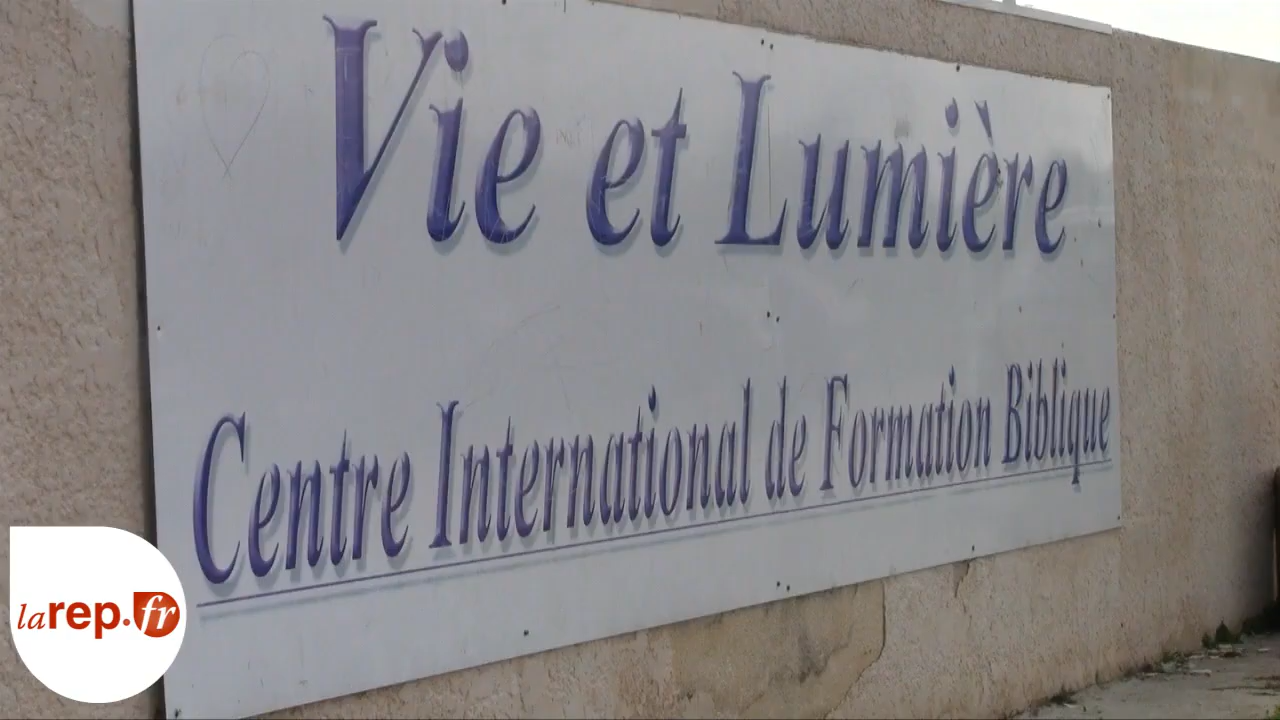 Vie et Lumière
Centre International de Formation Biblique
larep.fr